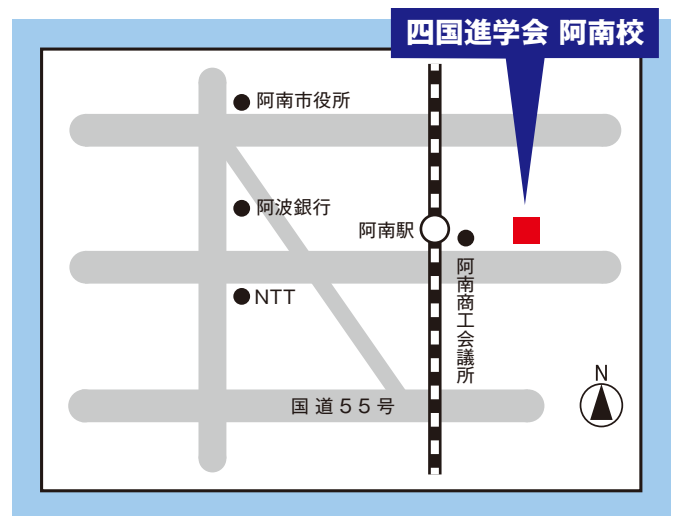 四国進学会 阿南校
阿南市役所
阿波銀行
阿南駅
阿南商工会議所
NTT
国道55号
N